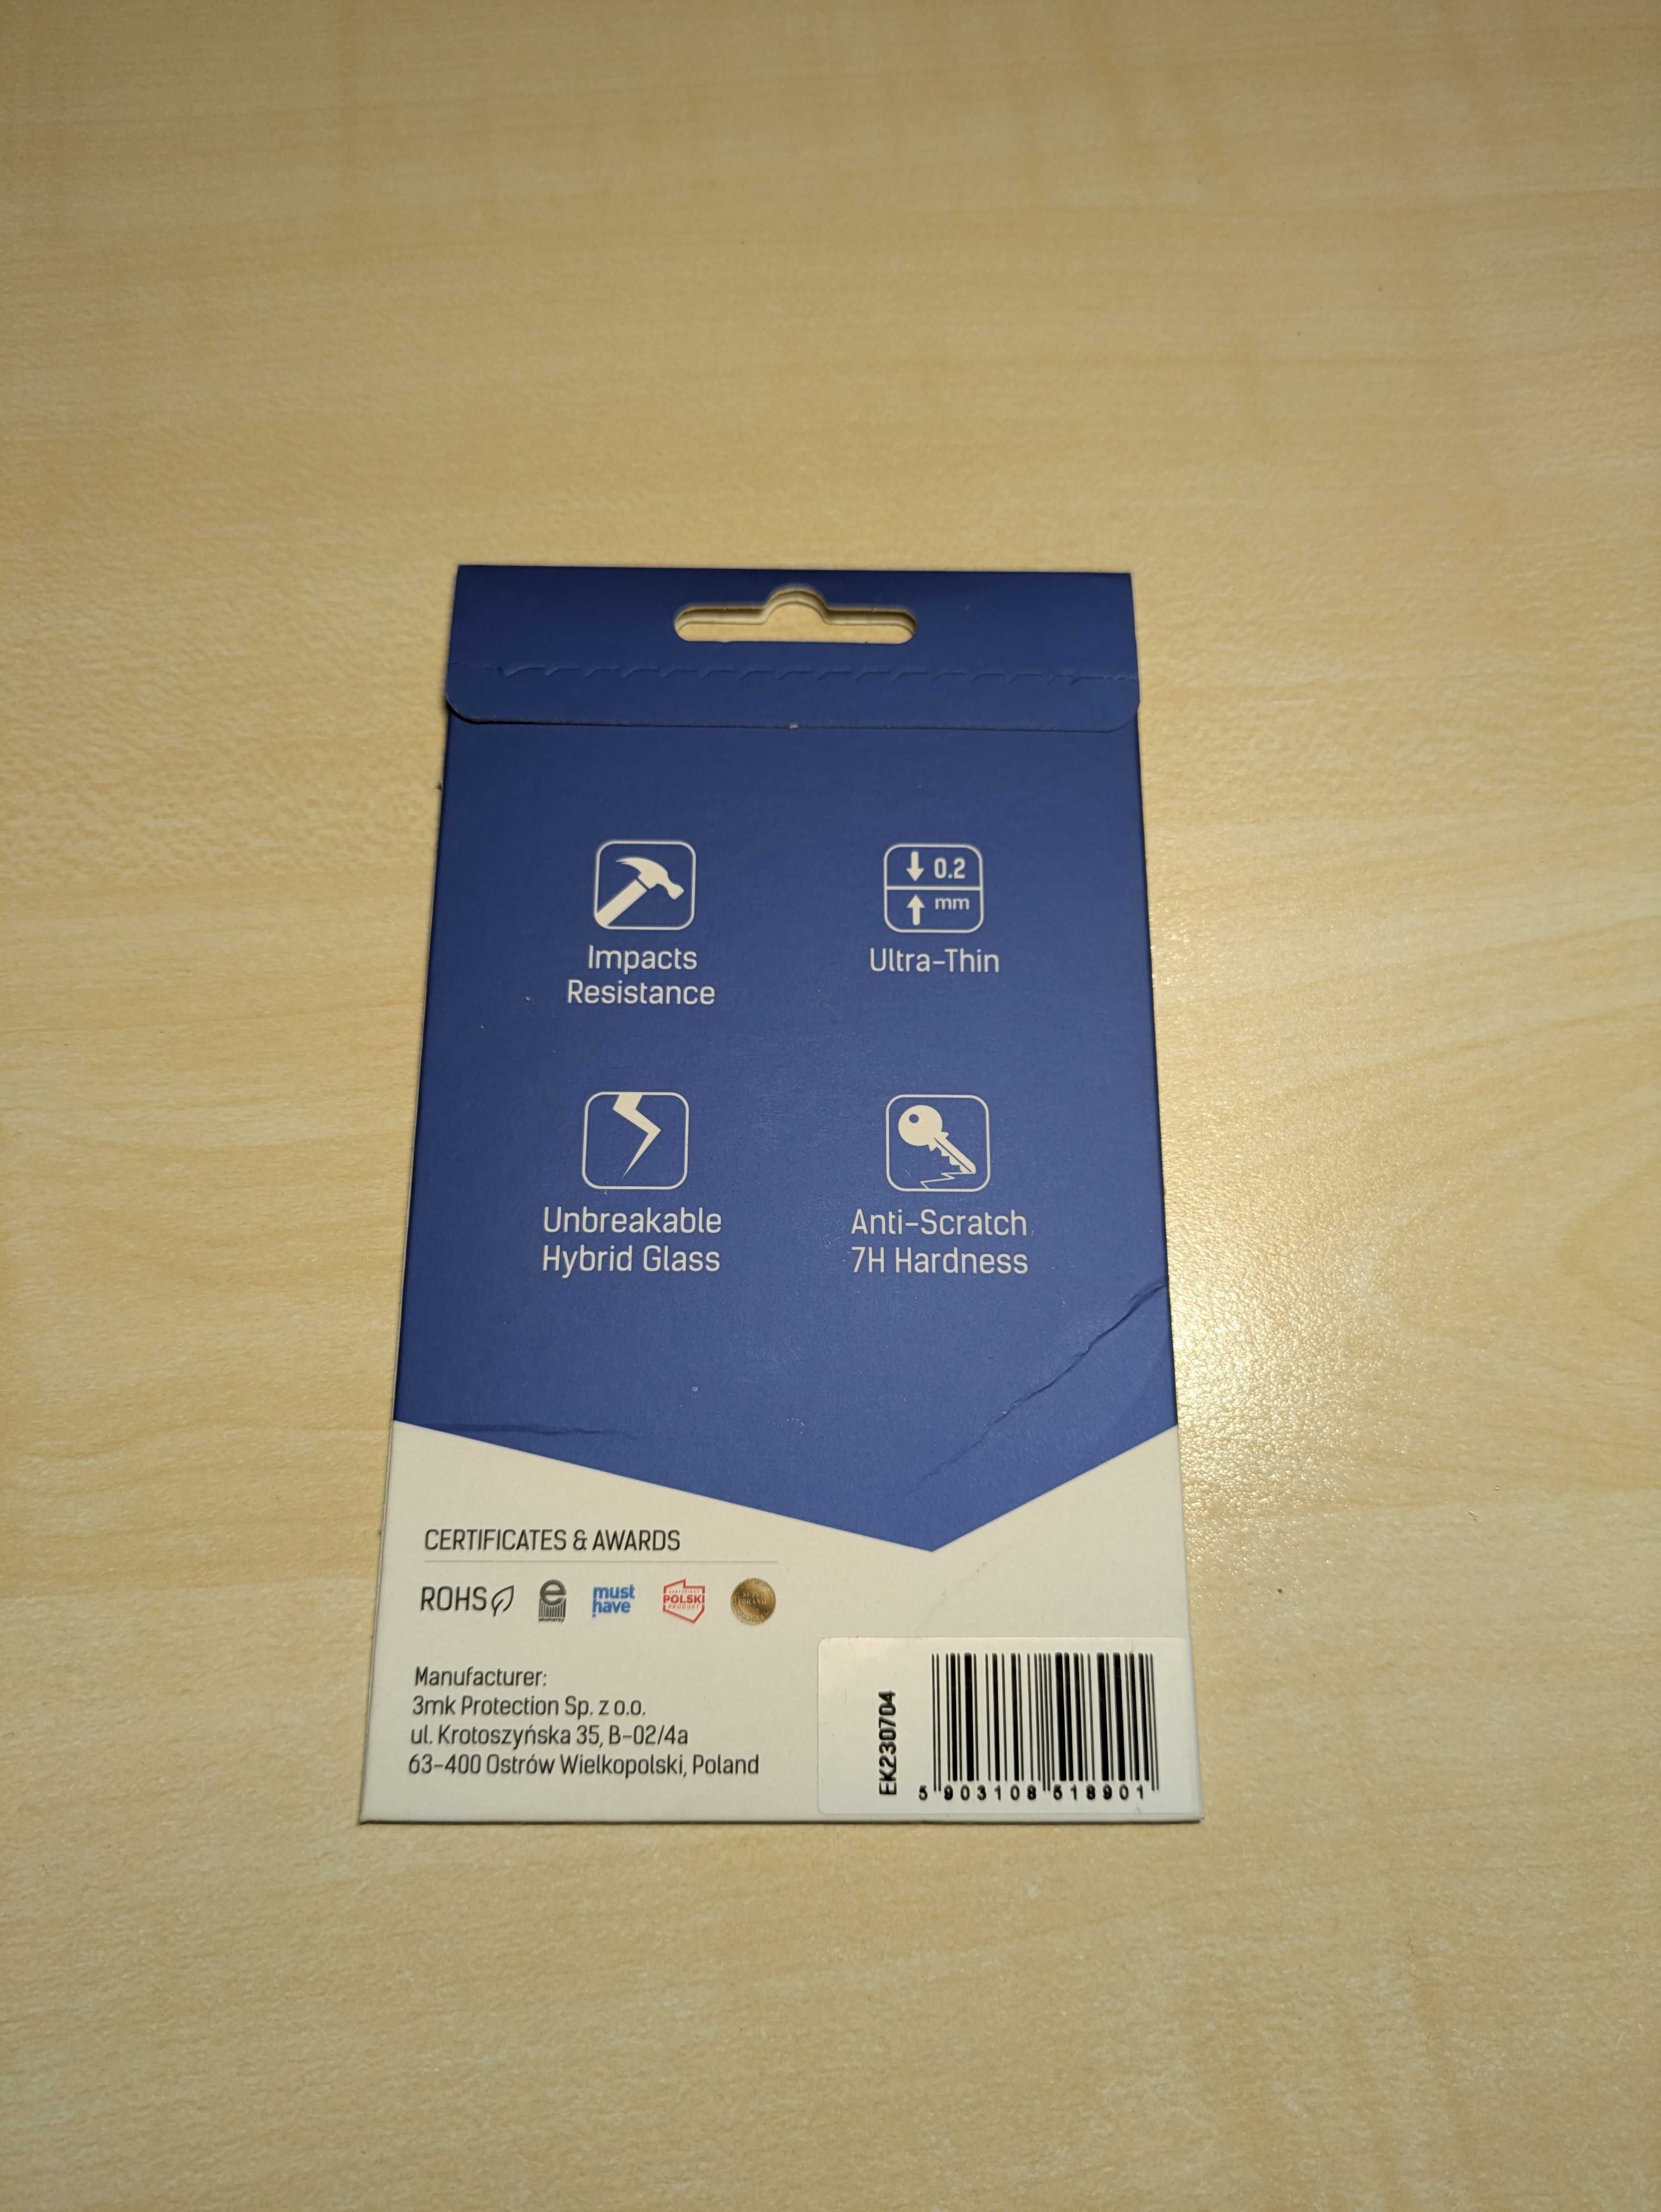 0.2
mm
Impacts
Resistance
Ultra-Thin
Unbreakable
Hybrid Glass
Anti-Scratch
7H Hardness
CERTIFICATES & AWARDS
ROHS
e
must
have
POLSKI
PRODUKT
Manufacturer:
3mk Protection Sp. z o.o.
ul. Krotoszyńska 35, B-02/4a
63-400 Ostrów Wielkopolski, Poland
EK230704
5 903108 518901